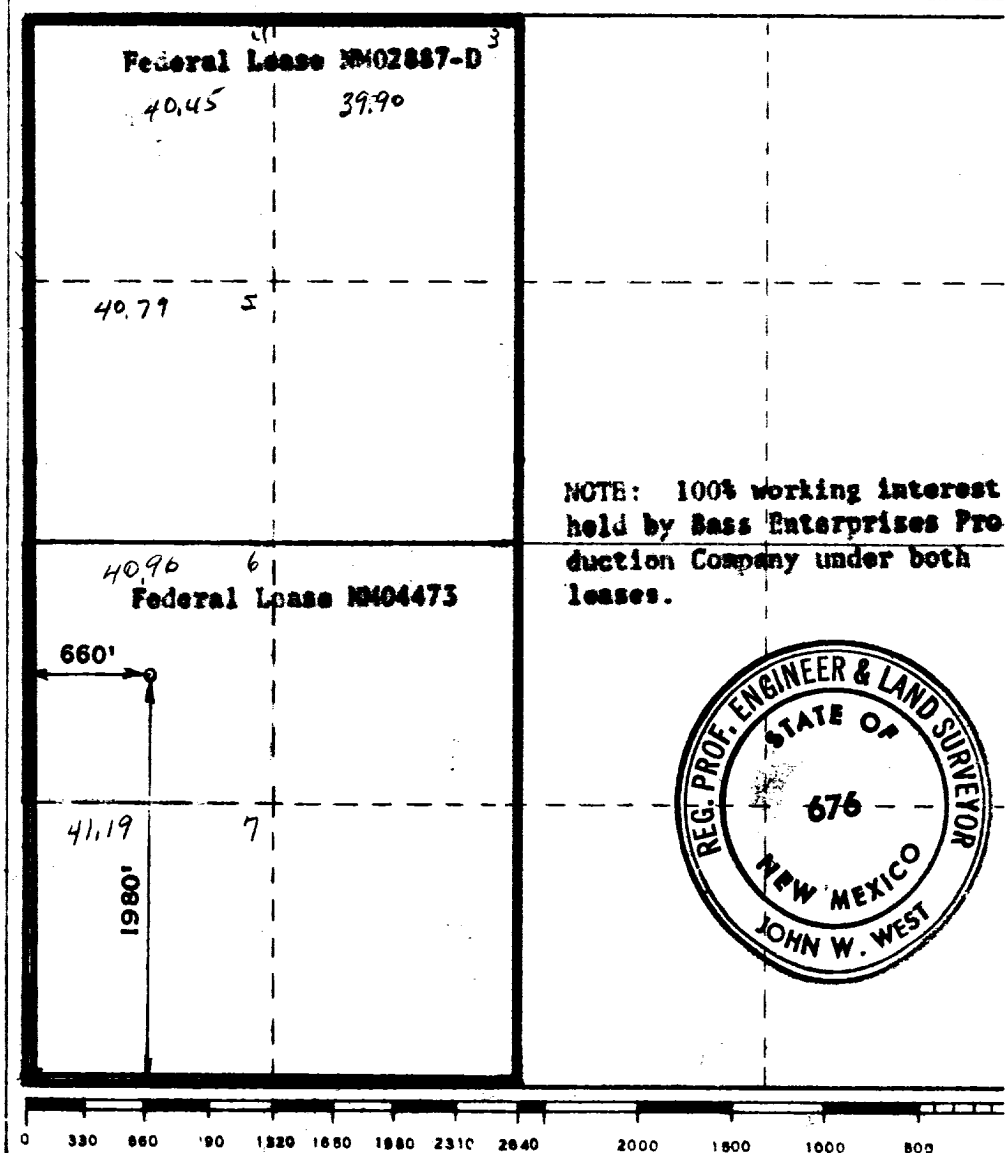 4 3
Federal Lease NM02887-D
40.45 39.90
40.79 5
NOTE: 100% working interest
held by Bass Enterprises Pro
duction Company under both
leases.
40.96 6
Federal Lease NM04473
660'
41.19 7
1980'
REG. PROF. ENGINEER & LAND SURVEYOR
STATE OF
676
NEW MEXICO
JOHN W. WEST
0 330 660 '90 1320 1650 1980 2310 2640 2000 1500 1000 500